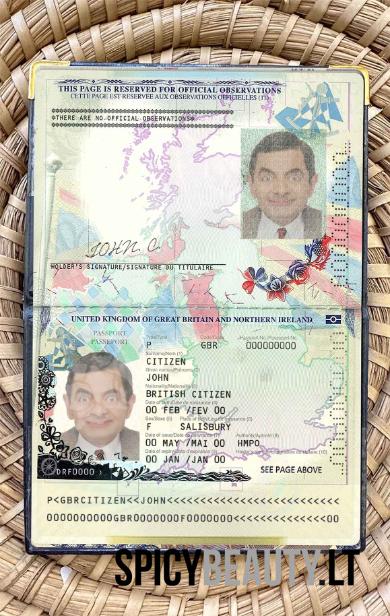 THIS PAGE IS RESERVED FOR OFFICIAL OBSERVATIONS
CETTE PAGE EST RESERVEE AUX OBSERVATIONS OFFICIELLES (11)
*THERE ARE NO OFFICIAL OBSERVATIONS*
JOHN. C.
HOLDER'S SIGNATURE/SIGNATURE DU TITULAIRE
UNITED KINGDOM OF GREAT BRITAIN AND NORTHERN IRELAND
PASSPORT
PASSEPORT
P GBR 000000000
CITIZEN
JOHN
BRITISH CITIZEN
00 FEB /FEV 00
F SALISBURY
00 MAY/MAI 00 HMPO
00 JAN /JAN 00
SEE PAGE ABOVE
P<GBRCITIZEN<<JOHN<<<<<<<<<<<<<<<<<<<<<<<<<<
0000000000GBR0000000F0000000<<<<<<<<<<<<<<00
SPICYBEAUTY.LT